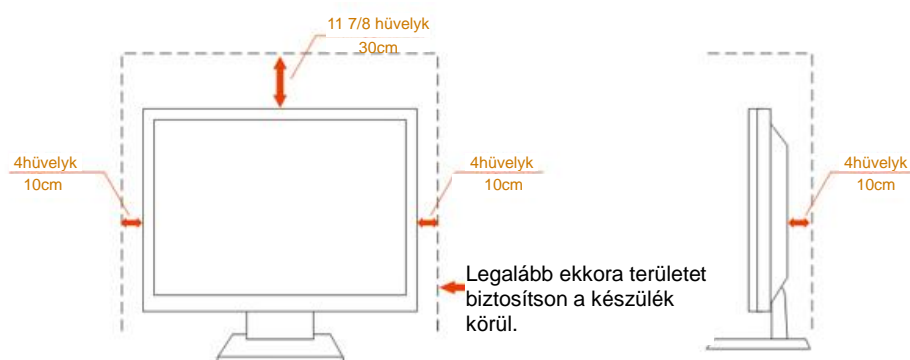 11 7/8 hüvelyk
30cm
4hüvelyk
10cm
4hüvelyk
10cm
4hüvelyk
10cm
Legalább ekkora területet
biztosítson a készülék
körül.